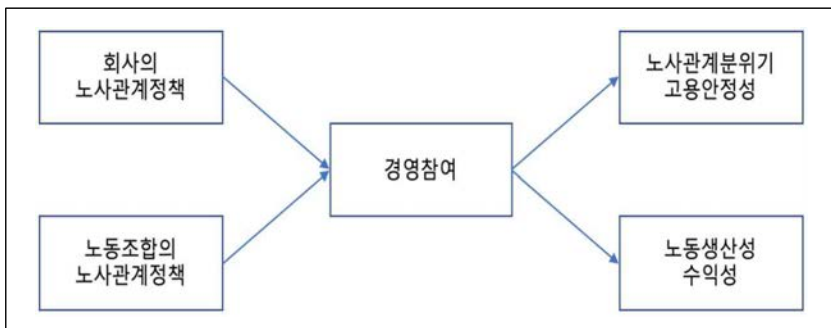 회사의
노사관계정책
노사관계분위기
고용안정성
경영참여
노동조합의
노사관계정책
노동생산성
수익성